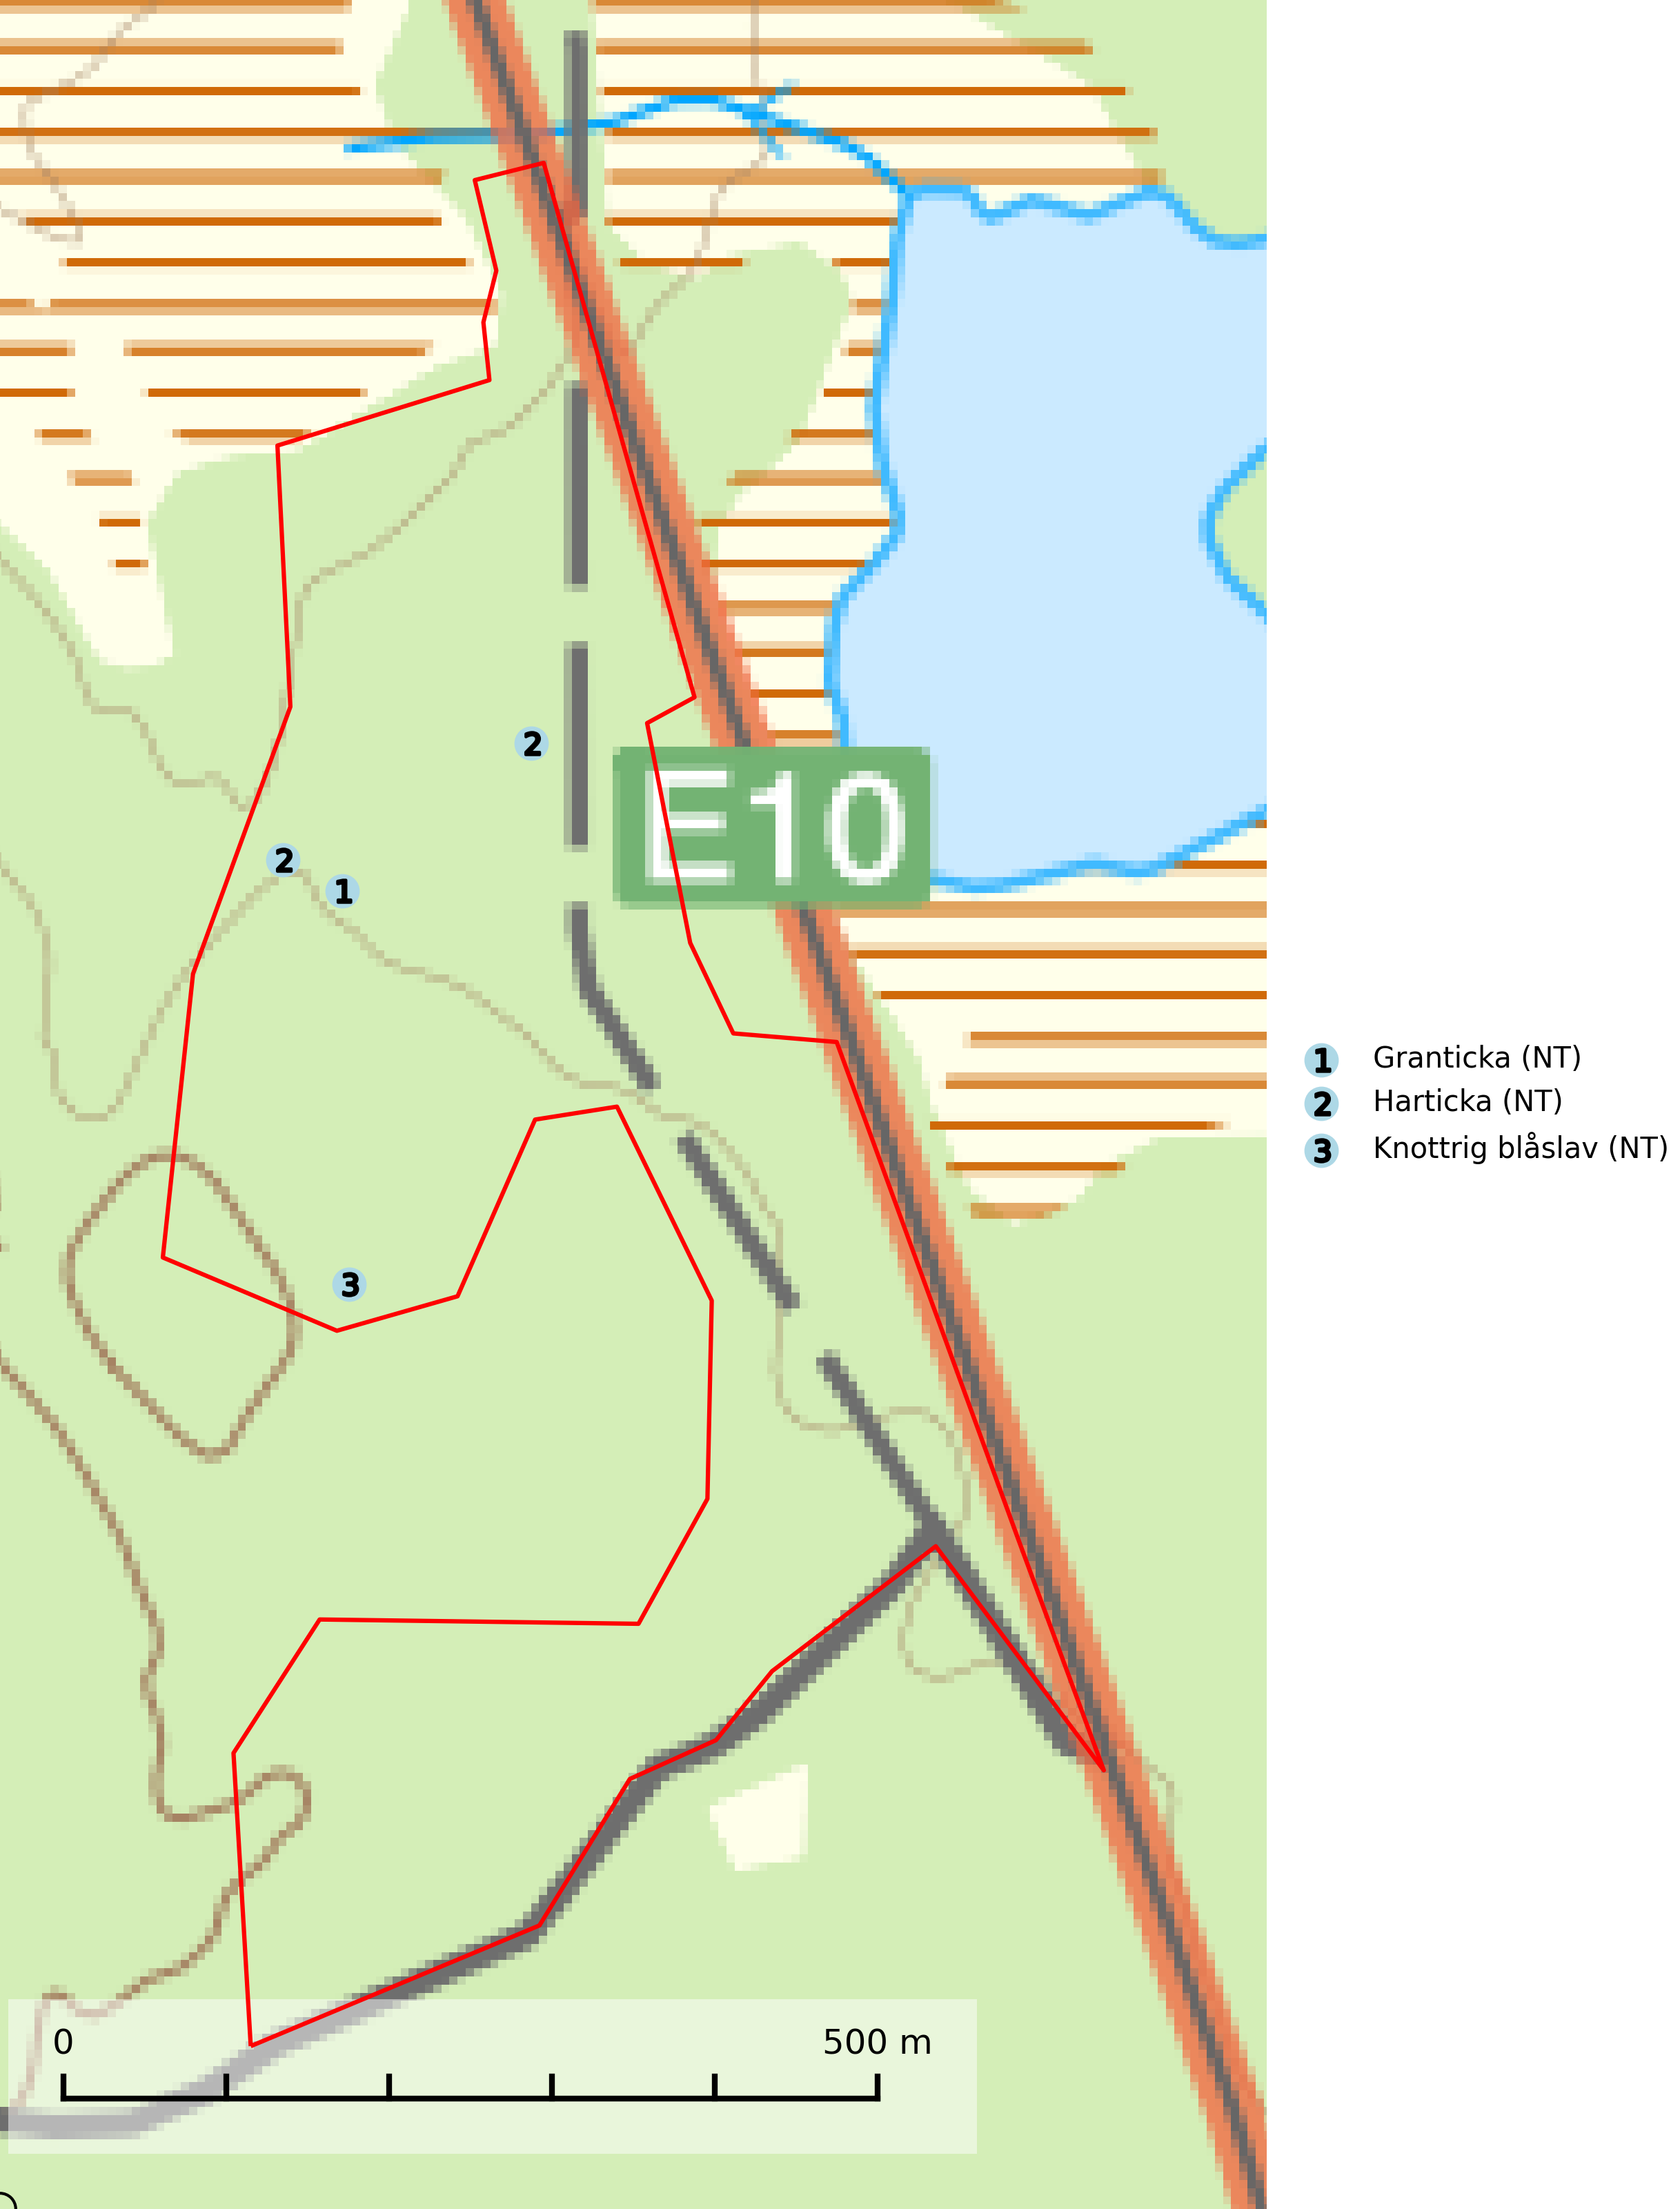 2
E10
2
1
3
1 Granticka (NT)
2 Harticka (NT)
3 Knottrig blåslav (NT)
0 500 m